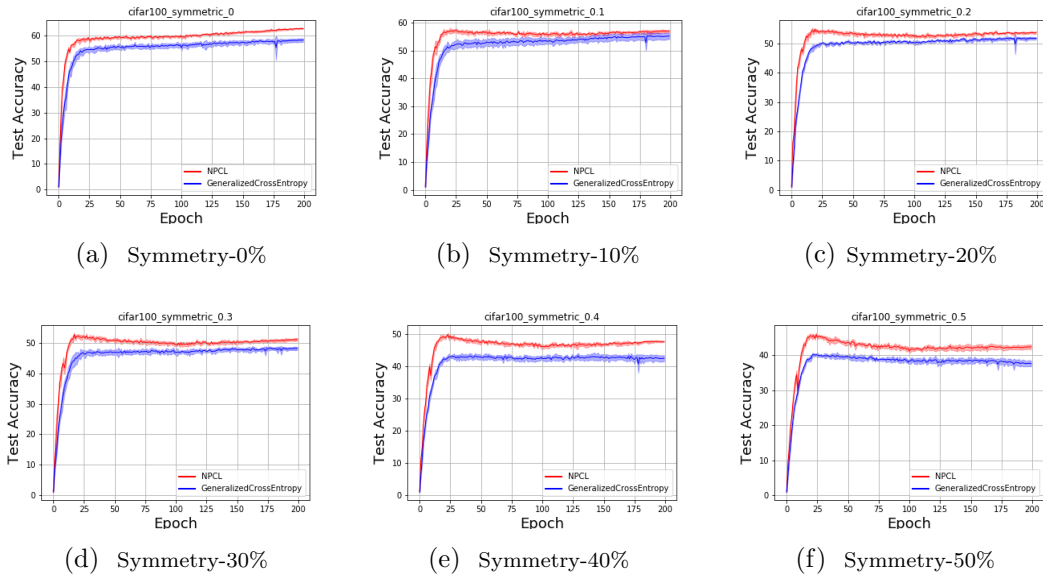 cifar100_symmetric_0
Test Accuracy
60
50
40
30
20
10
0
NPCL
GeneralizedCrossEntropy
0 25 50 75 100 125 150 175 200
Epoch
(a) Symmetry-0%
cifar100_symmetric_0.1
Test Accuracy
60
50
40
30
20
10
0
NPCL
GeneralizedCrossEntropy
0 25 50 75 100 125 150 175 200
Epoch
(b) Symmetry-10%
cifar100_symmetric_0.2
Test Accuracy
50
40
30
20
10
0
NPCL
GeneralizedCrossEntropy
0 25 50 75 100 125 150 175 200
Epoch
(c) Symmetry-20%
cifar100_symmetric_0.3
Test Accuracy
50
40
30
20
10
0
NPCL
GeneralizedCrossEntropy
0 25 50 75 100 125 150 175 200
Epoch
(d) Symmetry-30%
cifar100_symmetric_0.4
Test Accuracy
50
40
30
20
10
0
NPCL
GeneralizedCrossEntropy
0 25 50 75 100 125 150 175 200
Epoch
(e) Symmetry-40%
cifar100_symmetric_0.5
Test Accuracy
40
30
20
10
0
NPCL
GeneralizedCrossEntropy
0 25 50 75 100 125 150 175 200
Epoch
(f) Symmetry-50%